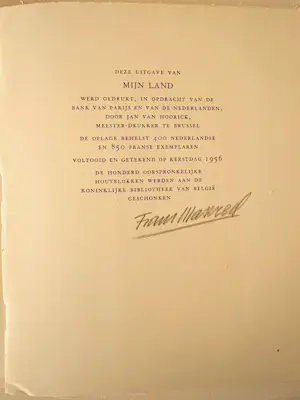 DEZE UITGAVE VAN
MIJN LAND
WERD GEDRUKT, IN OPDRACHT VAN DE
BANK VAN PARIJS EN VAN DE NEDERLANDEN,
DOOR JAN VAN HOORICK,
MEESTER-DRUKKER TE BRUSSEL
DE OPLAGE BEHELST 400 NEDERLANDSE
EN 850 FRANSE EXEMPLAREN
VOLTOOID EN GETEKEND OP KERSTDAG 1956
DE HONDERD OORSPRONKELIJKE
HOUTBLOKKEN WERDEN AAN DE
KONINKLIJKE BIBLIOTHEEK VAN BELGIË
GESCHONKEN
Frans Masereel